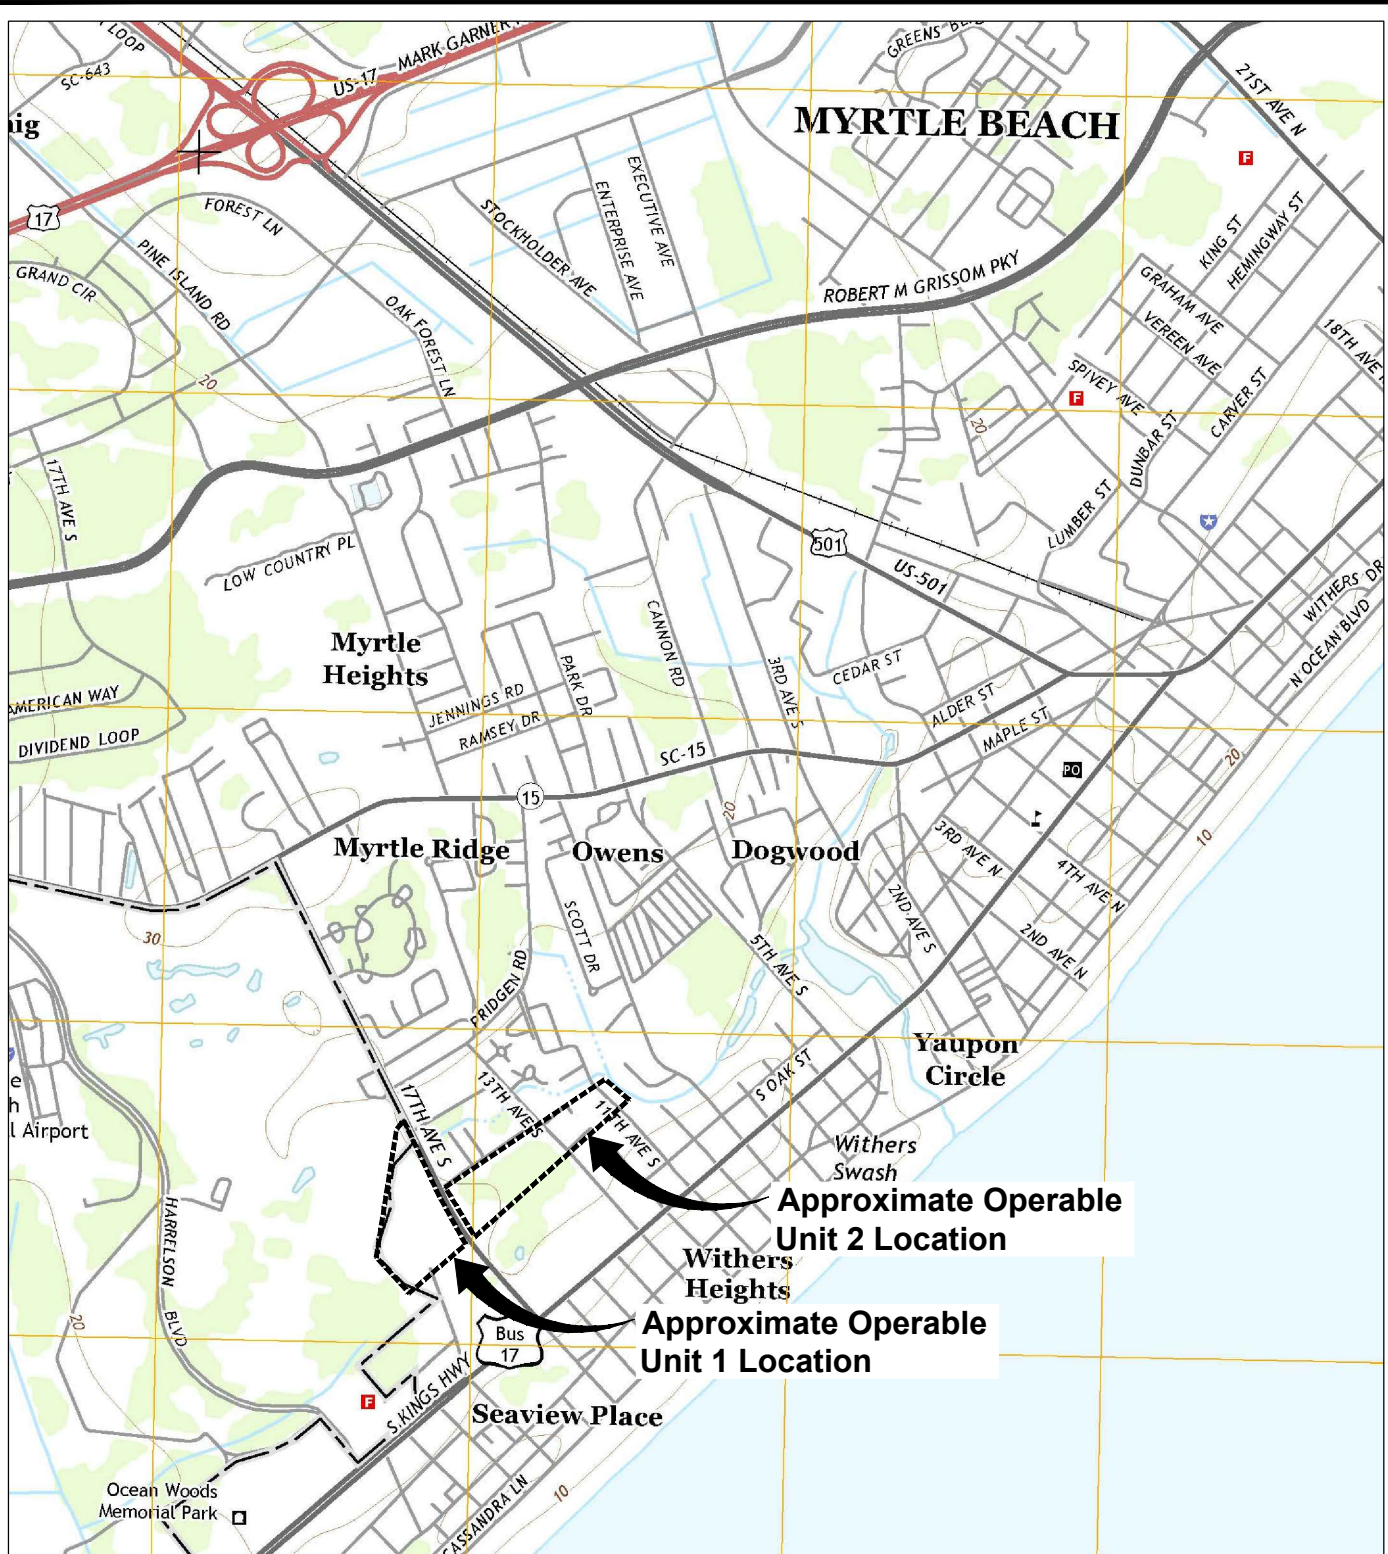 LOOP
SC-643
US-17
MARK GARNER
GREENS
21ST AVE N
MYRTLE BEACH
F
17
FOREST LN
PINE ISLAND RD
GRAND CIR
OAK FOREST LN
STOCKHOLDER AVE
ENTERPRISE AVE
EXECUTIVE AVE
ROBERT M GRISSOM PKY
KING ST
HEMINGWAY ST
GRAHAM AVE
VEREEN AVE
SPIVEY AVE
18TH AVE
F
20
20
CARVER ST
DUNBAR ST
LUMBER ST
17TH AVE S
LOW COUNTRY PL
501
US-501
WITHERS DR
N OCEAN BLVD
Myrtle
Heights
CANNON RD
3RD AVE S
CEDAR ST
PARK DR
JENNINGS RD
RAMSEY DR
ALDER ST
MAPLE ST
AMERICAN WAY
DIVIDEND LOOP
SC-15
15
PO
20
20
10
Myrtle Ridge
Owens
Dogwood
3RD AVE N
4TH AVE N
2ND AVE N
2ND AVE S
5TH AVE S
SCOTT DR
PRIDGEN RD
30
Yaupon
Circle
S OAK ST
17TH AVE S
13TH AVE S
11TH AVE S
e
h
l Airport
Withers
Swash
Approximate Operable
Unit 2 Location
HARRELSON BLVD
Withers
Heights
Approximate Operable
Unit 1 Location
20
Bus
17
F
S.KINGS HWY
Seaview Place
Ocean Woods
Memorial Park
CASSANDRA LN
10